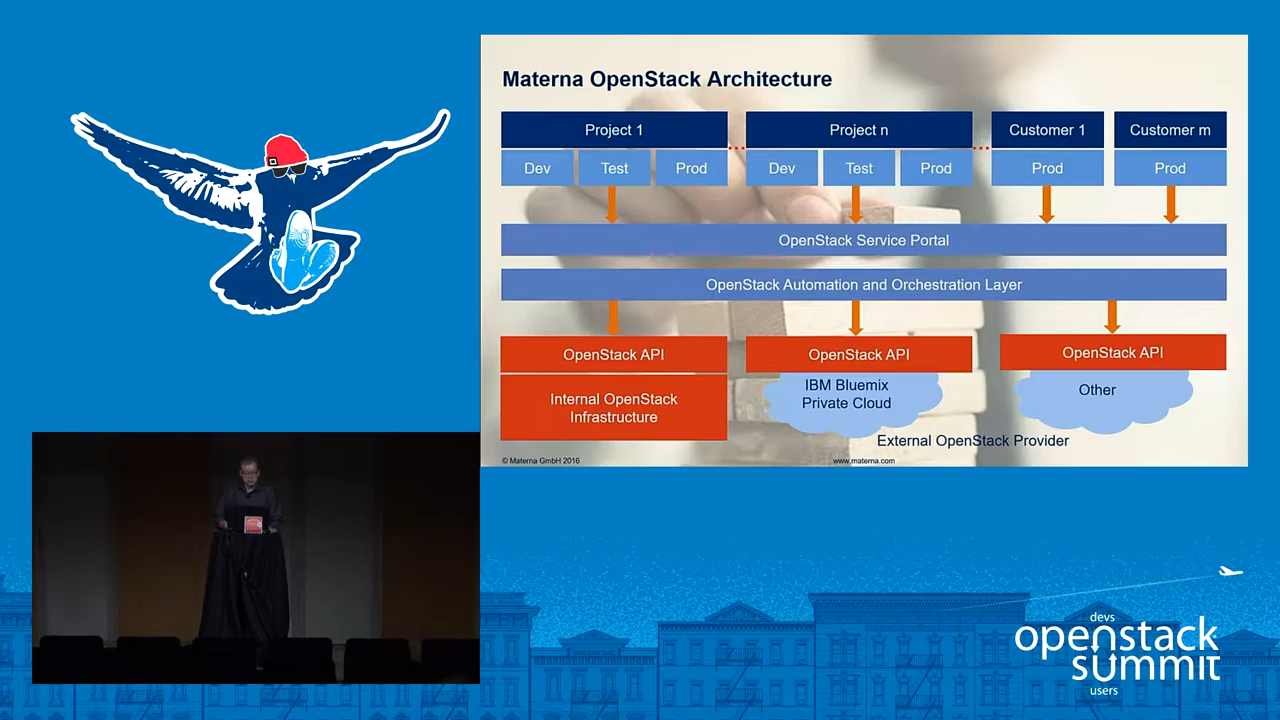 Materna OpenStack Architecture
Project 1
Project n
Customer 1
Customer m
Dev
Test
Prod
Dev
Test
Prod
Prod
Prod
OpenStack Service Portal
OpenStack Automation and Orchestration Layer
OpenStack API
OpenStack API
OpenStack API
Internal OpenStack
Infrastructure
IBM Bluemix
Private Cloud
Other
External OpenStack Provider
© Materna GmbH 2016
www.materna.com
devs
openstack
summit
users